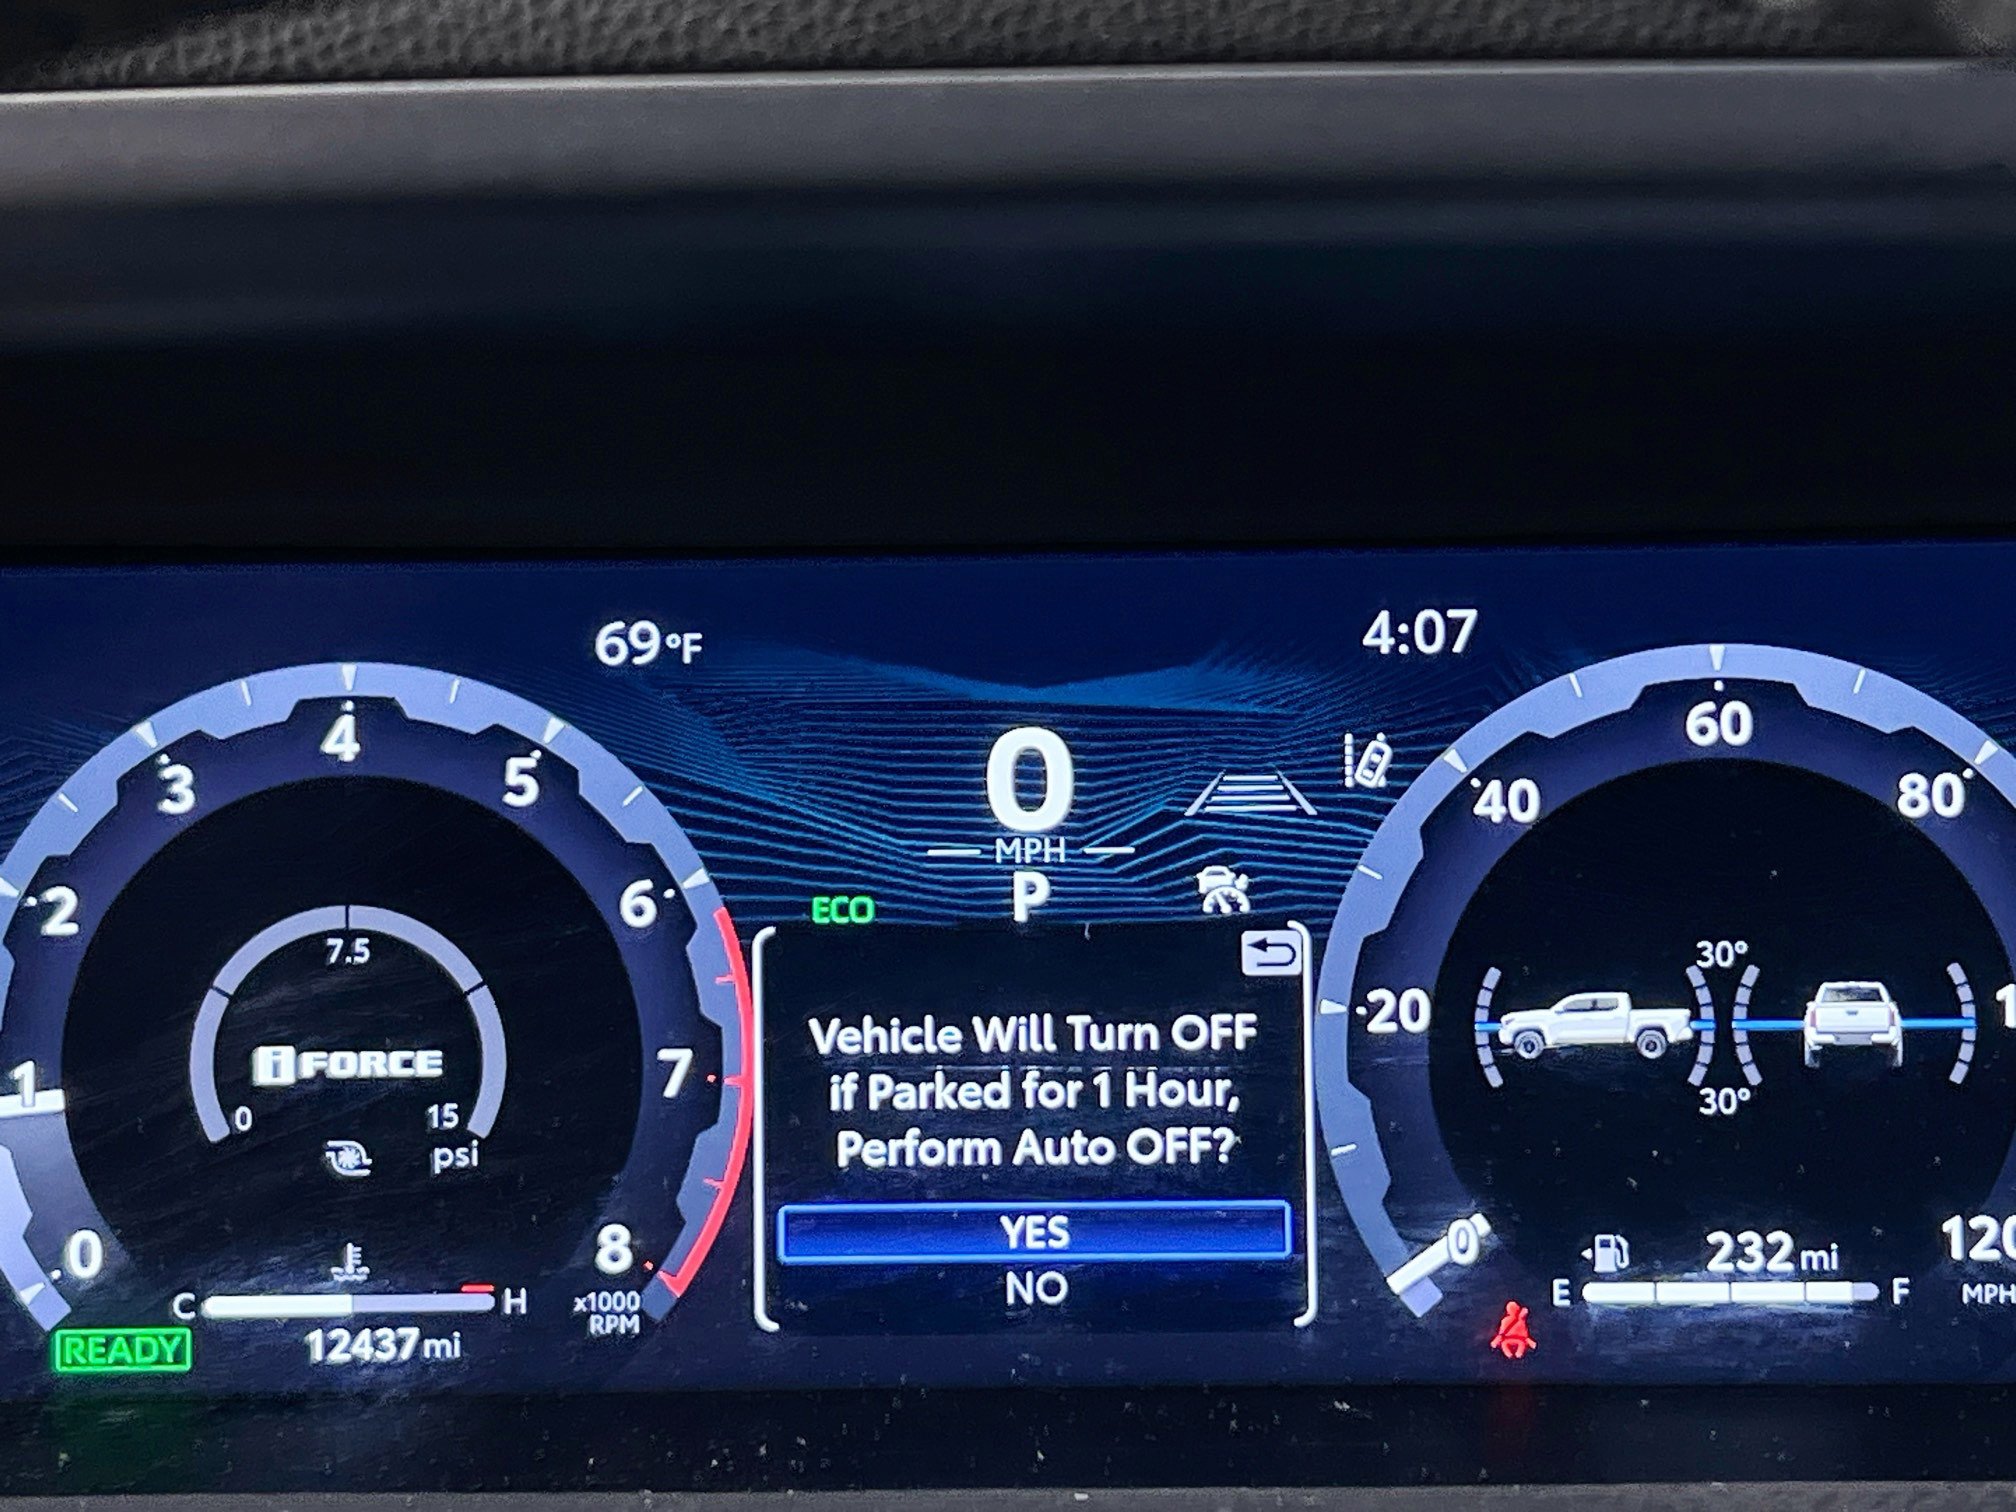 69°F
4:07
0
MPH
P
ECO
0
1
2
3
4
5
6
7
8
x1000
RPM
7.5
iFORCE
0
15
psi
C
H
READY
12437 mi
Vehicle Will Turn OFF
if Parked for 1 Hour,
Perform Auto OFF?
YES
NO
0
20
40
60
80
120
MPH
30°
30°
232 mi
E
F